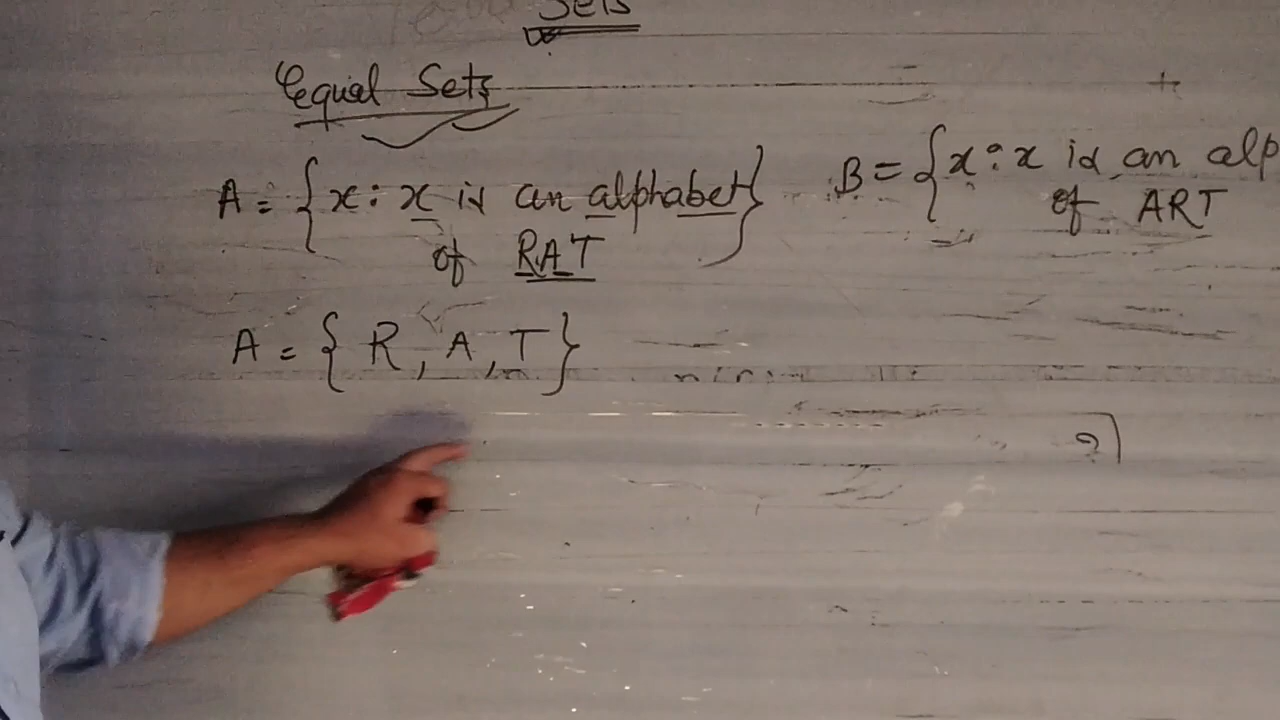 Sets
Equal Sets
A = { x : x is an alphabet }
of RAT
B = { x : x is an alp
of ART
A = { R , A , T }